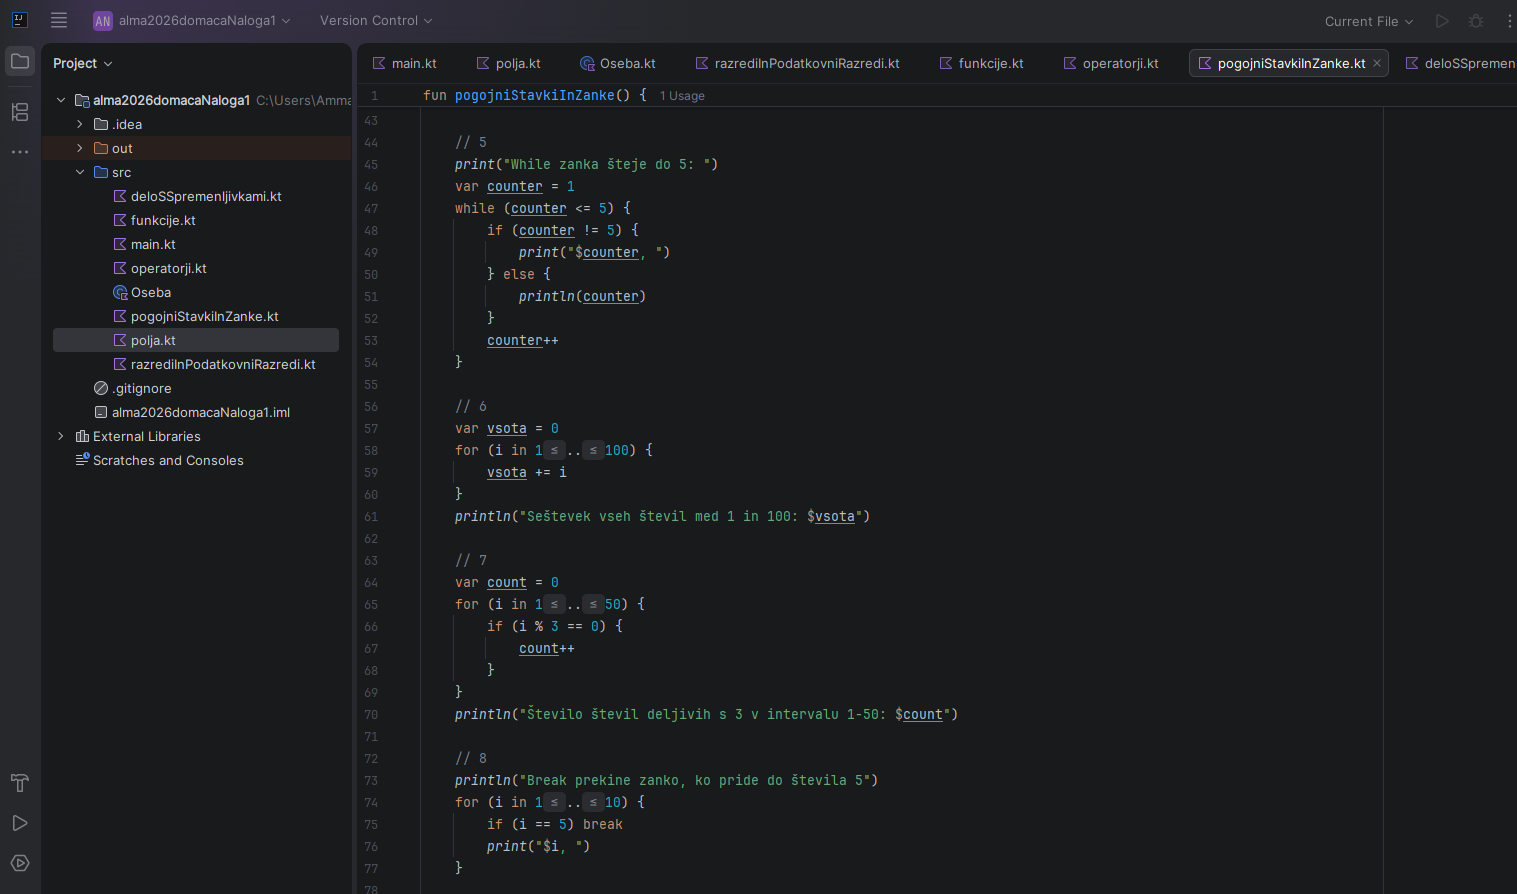 IJ
AN alma2026domacaNaloga1 Version Control Current File
Project
main.kt polja.kt Oseba.kt razrediInPodatkovniRazredi.kt funkcije.kt operatorji.kt pogojniStavkiInZanke.kt deloSSpremen
alma2026domacaNaloga1 C:\Users\Amma
.idea
out
src
deloSSpremenljivkami.kt
funkcije.kt
main.kt
operatorji.kt
Oseba
pogojniStavkiInZanke.kt
polja.kt
razrediInPodatkovniRazredi.kt
.gitignore
alma2026domacaNaloga1.iml
External Libraries
Scratches and Consoles
1 fun pogojniStavkiInZanke() { 1 Usage
43
44 // 5
45 print("While zanka šteje do 5: ")
46 var counter = 1
47 while (counter <= 5) {
48 if (counter != 5) {
49 print("$counter, ")
50 } else {
51 println(counter)
52 }
53 counter++
54 }
55
56 // 6
57 var vsota = 0
58 for (i in 1 ≤ .. ≤ 100) {
59 vsota += i
60 }
61 println("Seštevek vseh števil med 1 in 100: $vsota")
62
63 // 7
64 var count = 0
65 for (i in 1 ≤ .. ≤ 50) {
66 if (i % 3 == 0) {
67 count++
68 }
69 }
70 println("Število števil deljivih s 3 v intervalu 1-50: $count")
71
72 // 8
73 println("Break prekine zanko, ko pride do števila 5")
74 for (i in 1 ≤ .. ≤ 10) {
75 if (i == 5) break
76 print("$i, ")
77 }
78